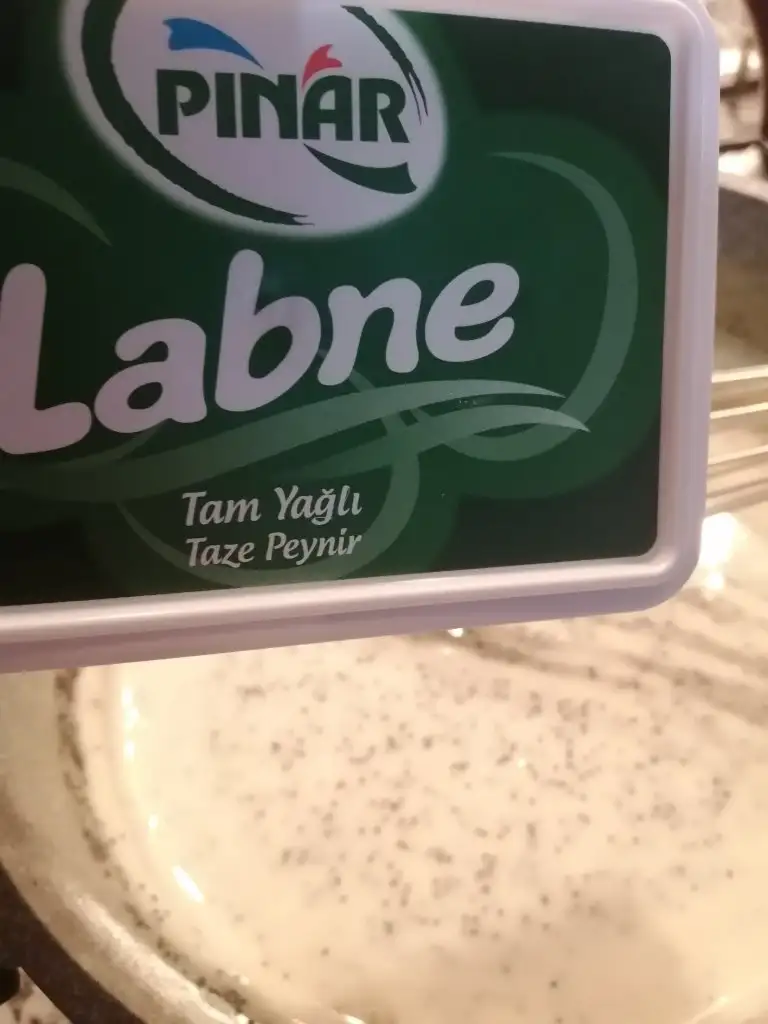 PINAR
Labne
Tam Yağlı
Taze Peynir